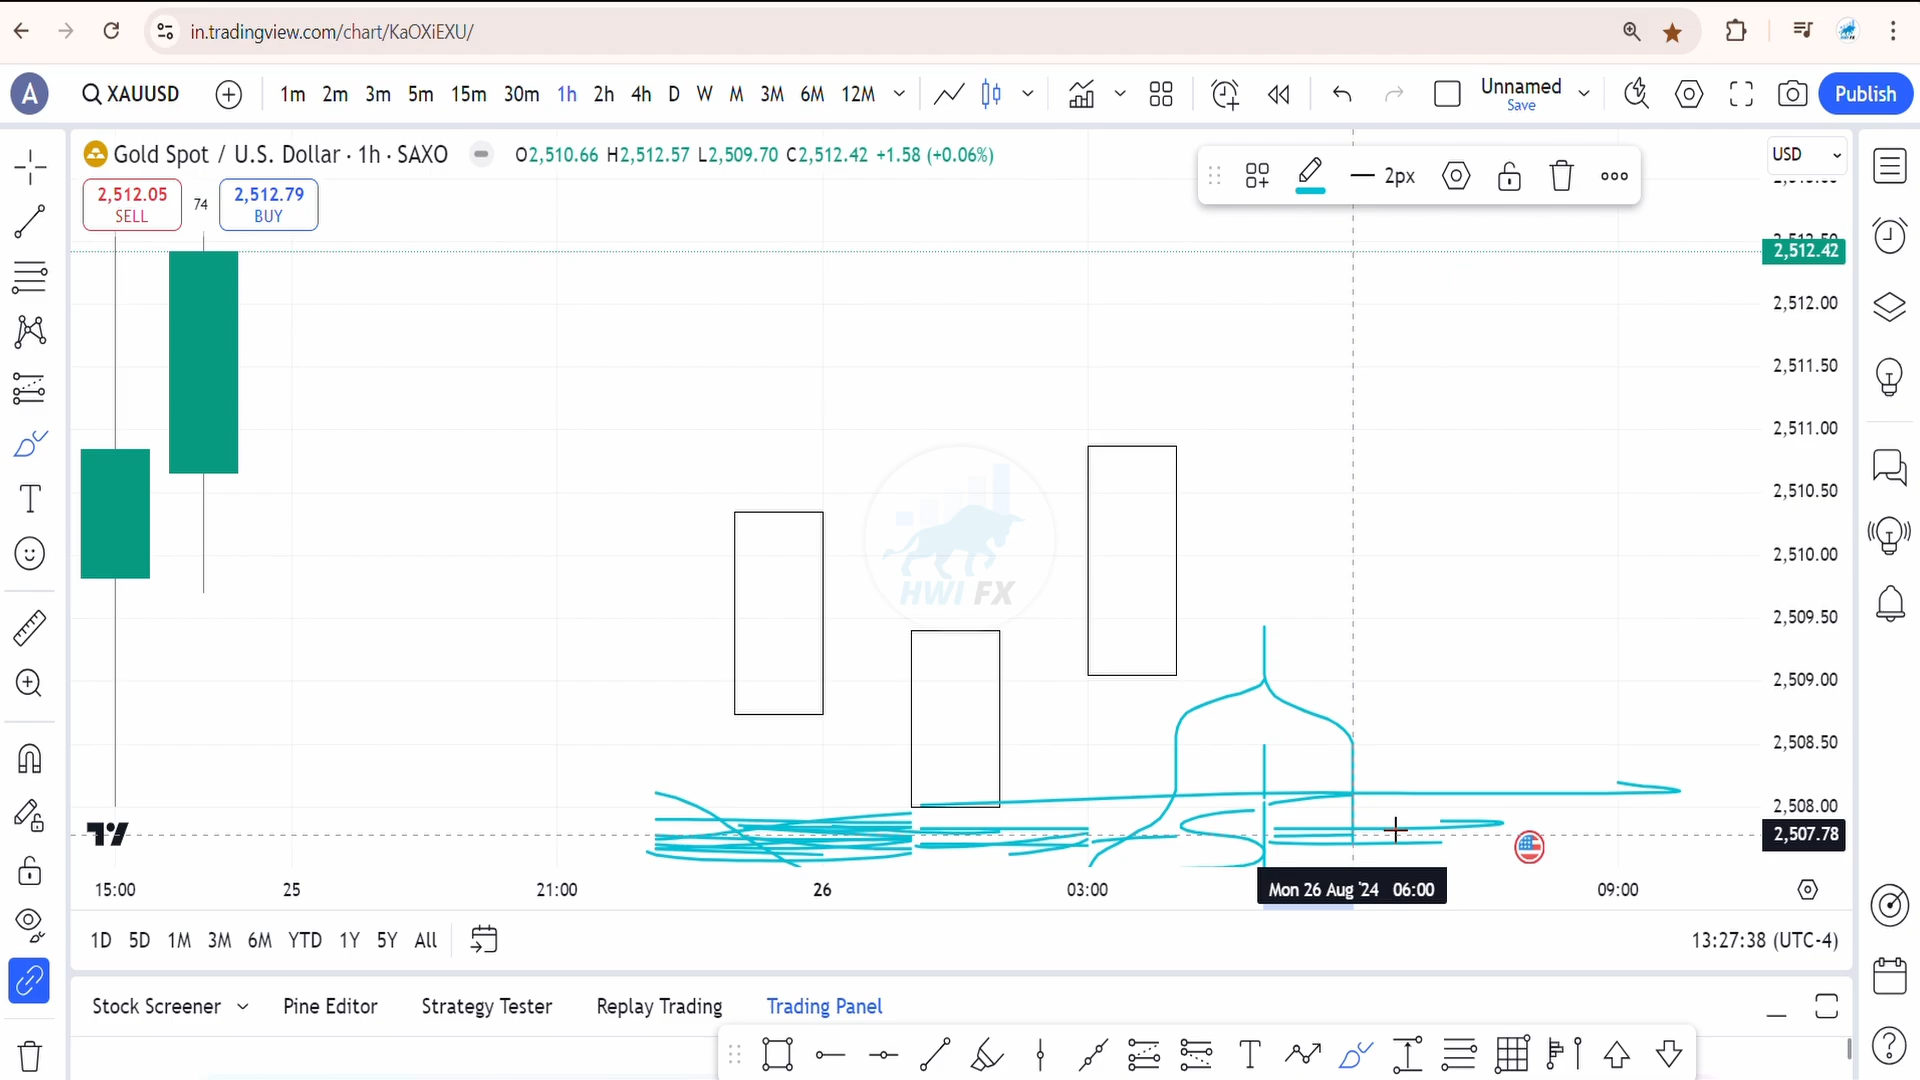 in.tradingview.com/chart/KaOXiEXU/
A XAUUSD 1m 2m 3m 5m 15m 30m 1h 2h 4h D W M 3M 6M 12M Unnamed Save Publish
Gold Spot / U.S. Dollar · 1h · SAXO O2,510.66 H2,512.57 L2,509.70 C2,512.42 +1.58 (+0.06%)
USD
2px
2,512.05 SELL 74 2,512.79 BUY
2,512.42
2,512.00
2,511.50
2,511.00
2,510.50
2,510.00
2,509.50
2,509.00
2,508.50
2,508.00
2,507.78
HWI FX
15:00 25 21:00 26 03:00 Mon 26 Aug '24 06:00 09:00
1D 5D 1M 3M 6M YTD 1Y 5Y All 13:27:38 (UTC-4)
Stock Screener Pine Editor Strategy Tester Replay Trading Trading Panel